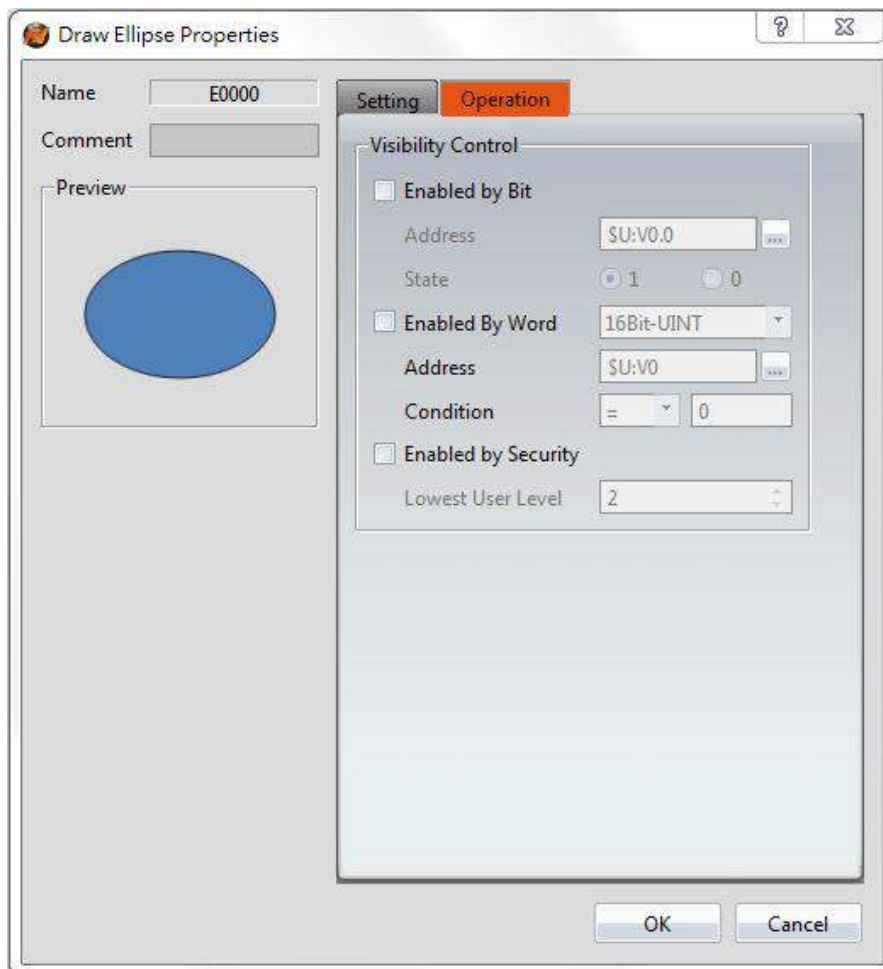 Draw Ellipse Properties
Name E0000
Comment
Preview
Setting Operation
Visibility Control
Enabled by Bit
Address $U:V0.0 ...
State 1 0
Enabled By Word 16Bit-UINT
Address $U:V0 ...
Condition = 0
Enabled by Security
Lowest User Level 2
OK Cancel